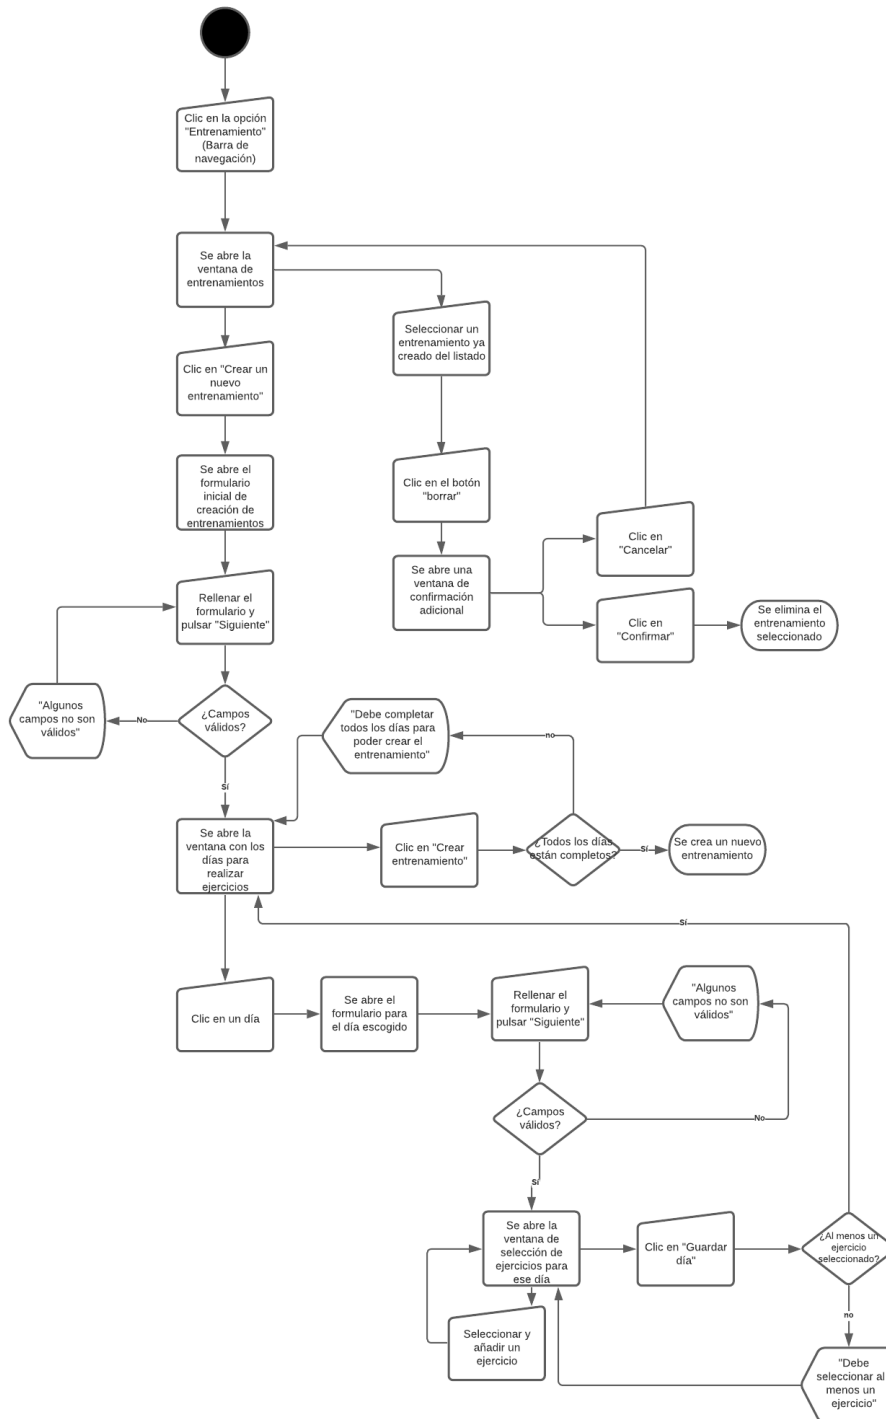 Clic en la opción
"Entrenamiento"
(Barra de
navegación)
Se abre la
ventana de
entrenamientos
Seleccionar un
entrenamiento ya
creado del listado
Clic en "Crear un
nuevo
entrenamiento"
Se abre el
formulario
inicial de
creación de
entrenamientos
Clic en el botón
"borrar"
Clic en
"Cancelar"
Se abre una
ventana de
confirmación
adicional
Rellenar el
formulario y
pulsar "Siguiente"
Clic en
"Confirmar"
Se elimina el
entrenamiento
seleccionado
"Algunos
campos no son
válidos"
No
¿Campos
válidos?
"Debe completar
todos los días para
poder crear el
entrenamiento"
no
Sí
Se abre la
ventana con los
días para
realizar
ejercicios
Clic en "Crear
entrenamiento"
¿Todos los días
están completos?
Sí
Se crea un nuevo
entrenamiento
Sí
Clic en un día
Se abre el
formulario para
el día escogido
Rellenar el
formulario y
pulsar "Siguiente"
"Algunos
campos no son
válidos"
¿Campos
válidos?
No
Sí
Se abre la
ventana de
selección de
ejercicios para
ese día
Clic en "Guardar
día"
¿Al menos un
ejercicio
seleccionado?
no
Seleccionar y
añadir un
ejercicio
"Debe
seleccionar al
menos un
ejercicio"